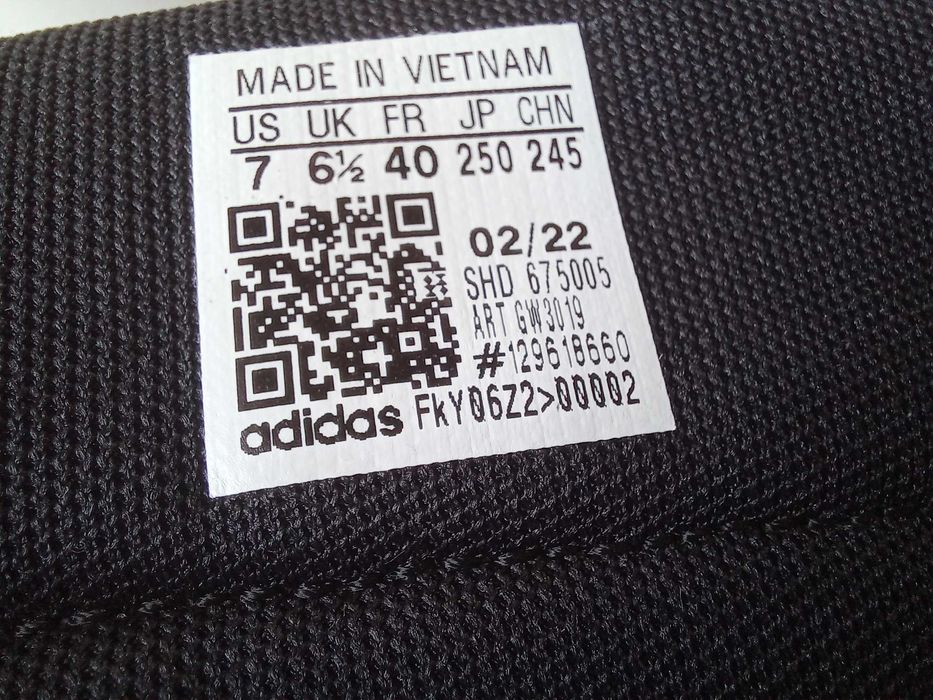 MADE IN VIETNAM
US UK FR JP CHN
7 6½ 40 250 245
02/22
SHD 675005
ART GW3019
#129618660
adidas FkY06Z2>00002